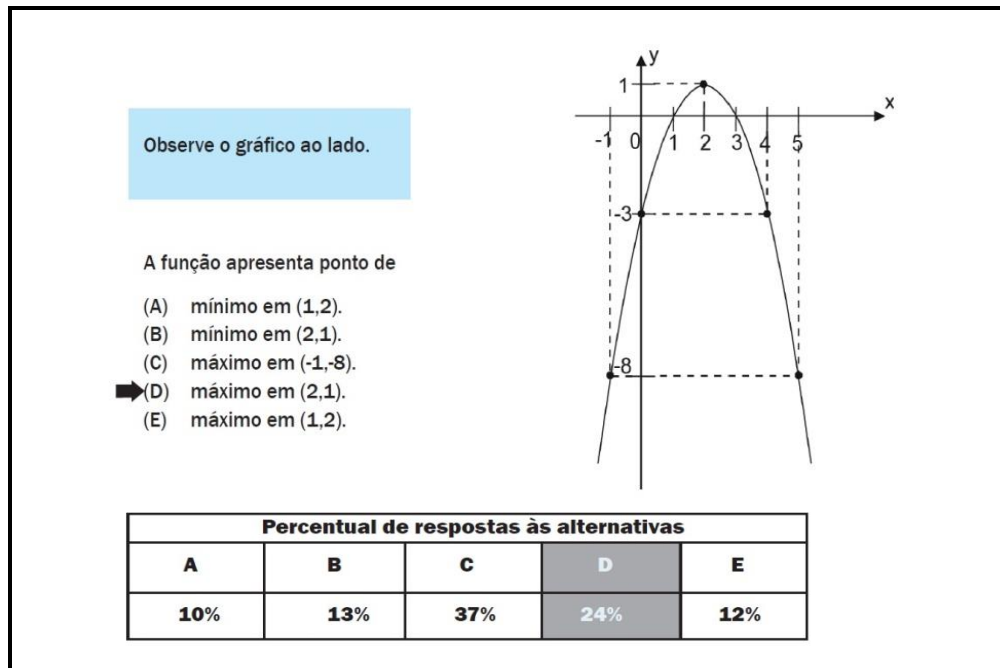 Observe o gráfico ao lado.
A função apresenta ponto de
(A) mínimo em (1,2).
(B) mínimo em (2,1).
(C) máximo em (-1,-8).
(D) máximo em (2,1).
(E) máximo em (1,2).
y
1
x
-1 0 1 2 3 4 5
-3
-8
Percentual de respostas às alternativas
A B C D E
10% 13% 37% 24% 12%